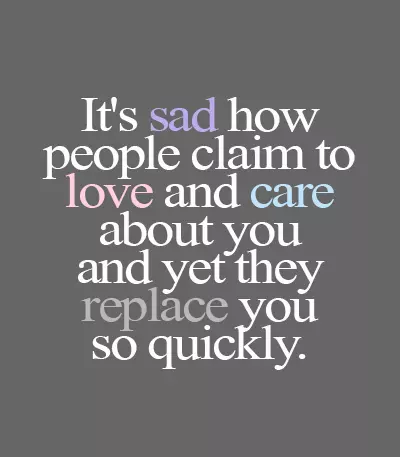 It's sad how
people claim to
love and care
about you
and yet they
replace you
so quickly.